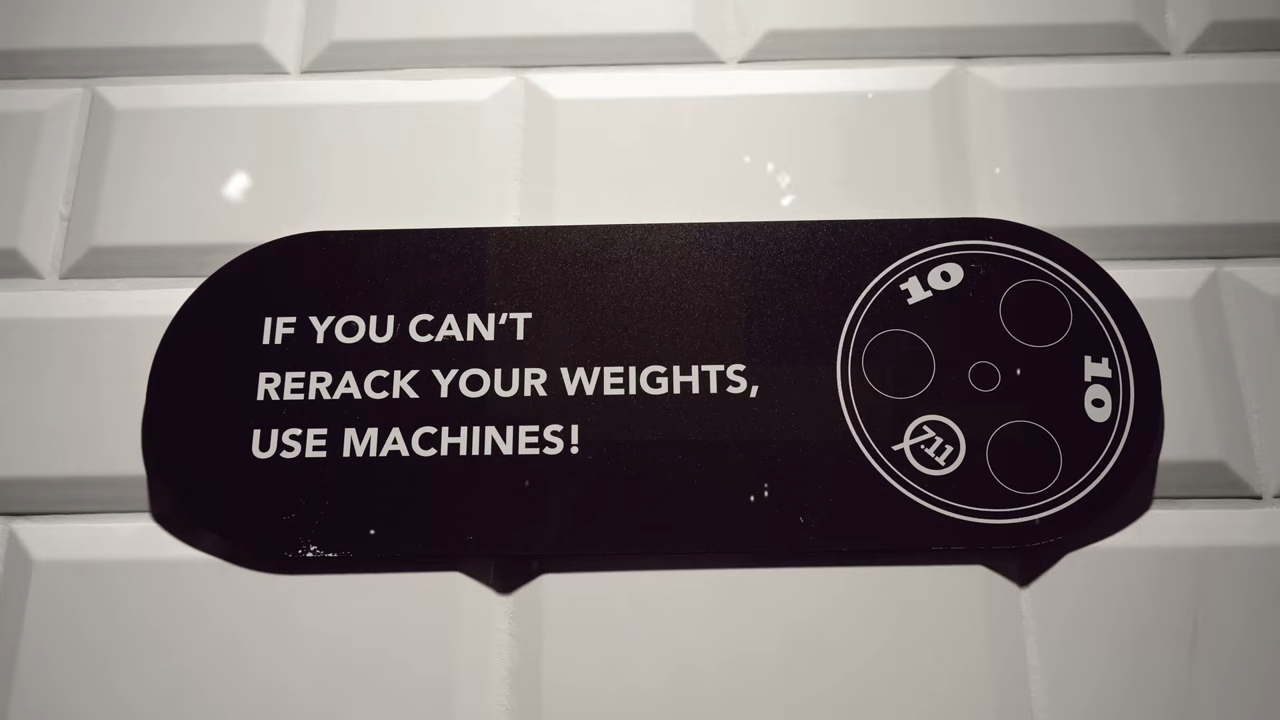 IF YOU CAN'T
RERACK YOUR WEIGHTS,
USE MACHINES!
10
10
7.11